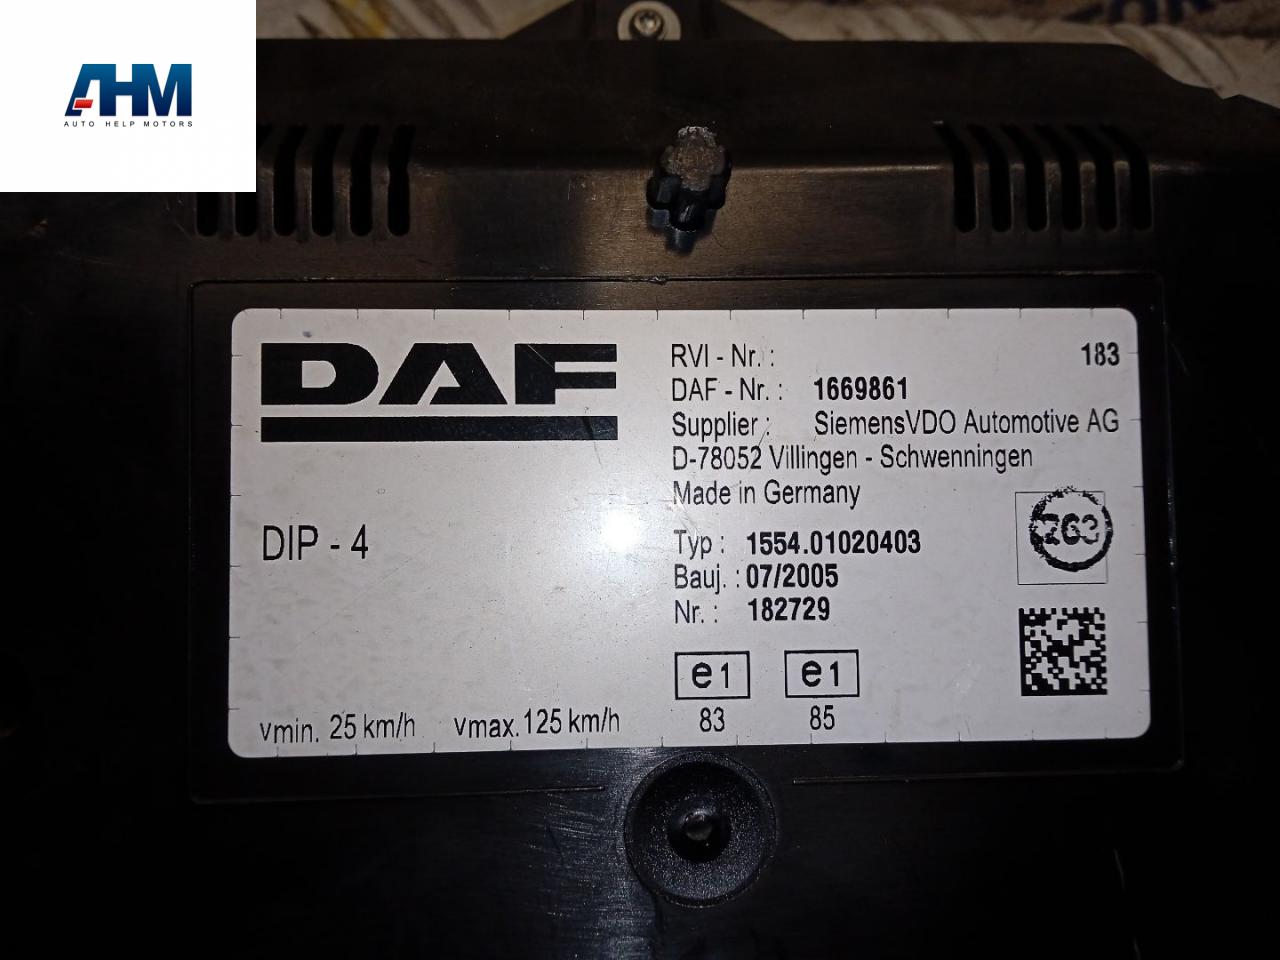 AHM
AUTO HELP MOTORS
DAF
RVI - Nr. : 183
DAF - Nr. : 1669861
Supplier : SiemensVDO Automotive AG
D-78052 Villingen - Schwenningen
Made in Germany
DIP - 4
Typ : 1554.01020403
Bauj. : 07/2005
Nr. : 182729
263
e1 e1
83 85
vmin. 25 km/h vmax. 125 km/h